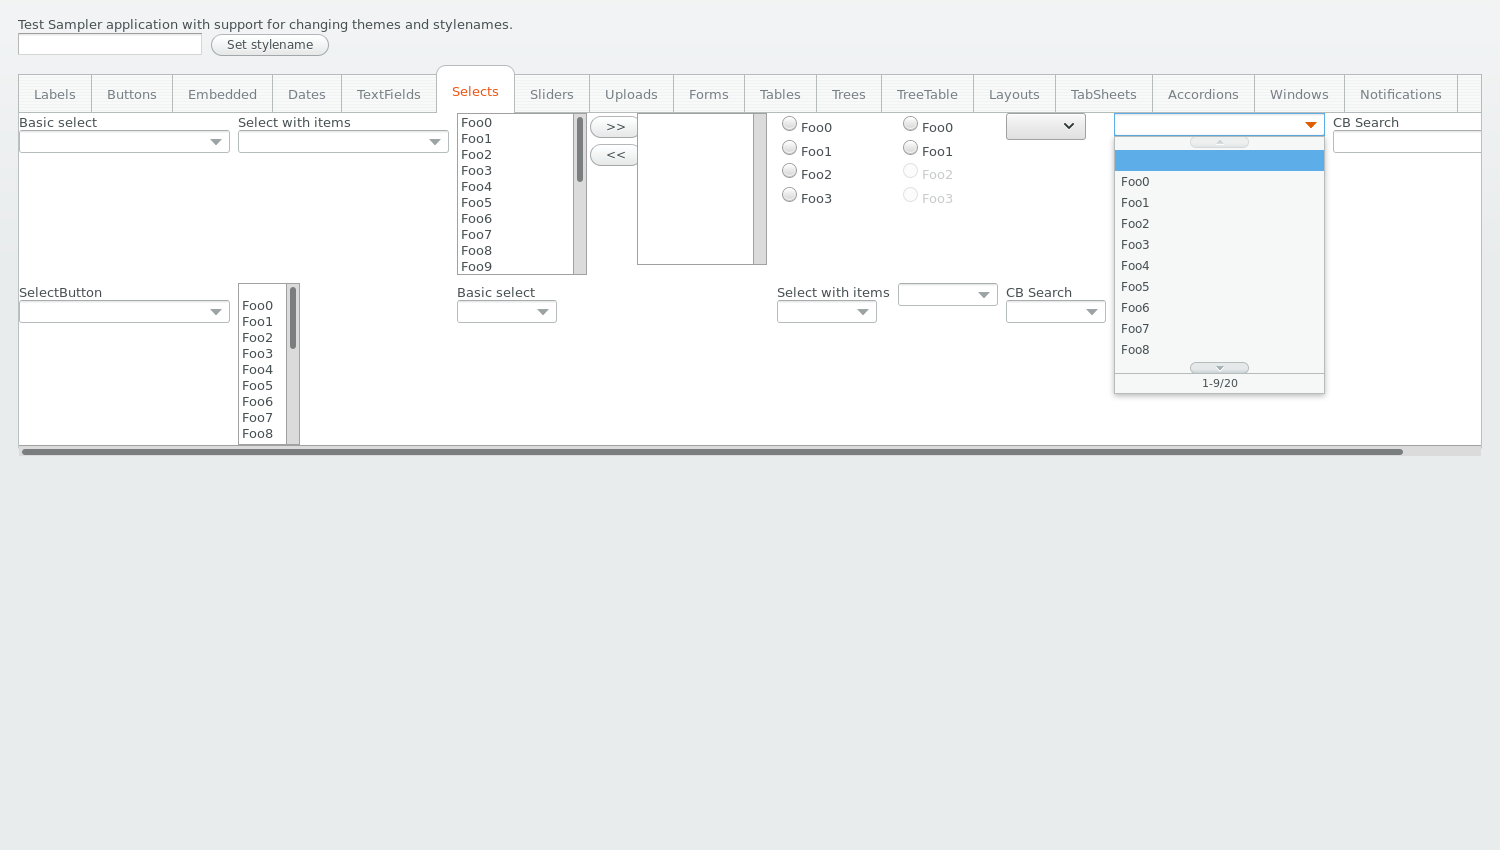 Test Sampler application with support for changing themes and stylenames.
Set stylename
Labels Buttons Embedded Dates TextFields Selects Sliders Uploads Forms Tables Trees TreeTable Layouts TabSheets Accordions Windows Notifications
Basic select
Select with items
Foo0
Foo1
Foo2
Foo3
Foo4
Foo5
Foo6
Foo7
Foo8
Foo9
>>
<<
Foo0
Foo1
Foo2
Foo3
Foo0
Foo1
Foo2
Foo3
Foo0
Foo1
Foo2
Foo3
Foo4
Foo5
Foo6
Foo7
Foo8
1-9/20
CB Search
SelectButton
Foo0
Foo1
Foo2
Foo3
Foo4
Foo5
Foo6
Foo7
Foo8
Basic select
Select with items
CB Search